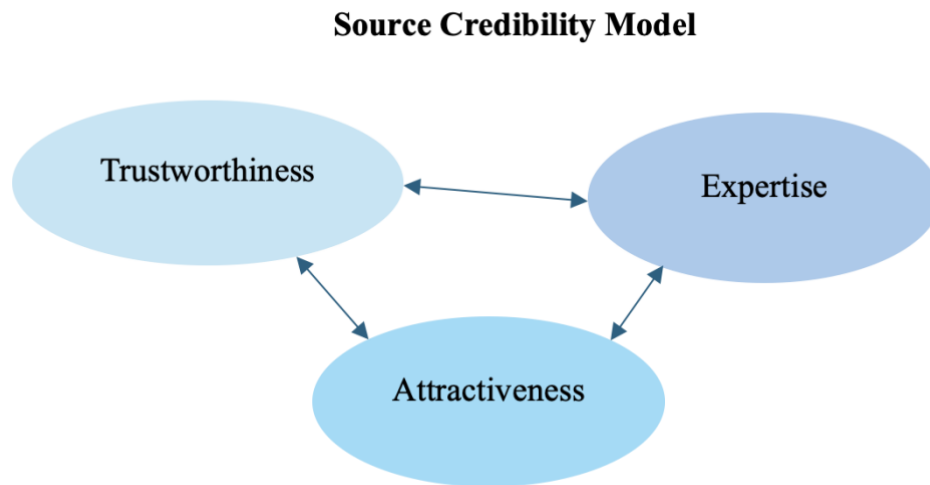 Source Credibility Model
Trustworthiness
Expertise
Attractiveness